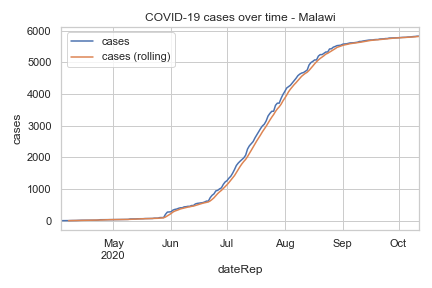 COVID-19 cases over time - Malawi
cases
cases (rolling)
6000
5000
4000
3000
2000
1000
0
cases
May Jun Jul Aug Sep Oct
2020
dateRep